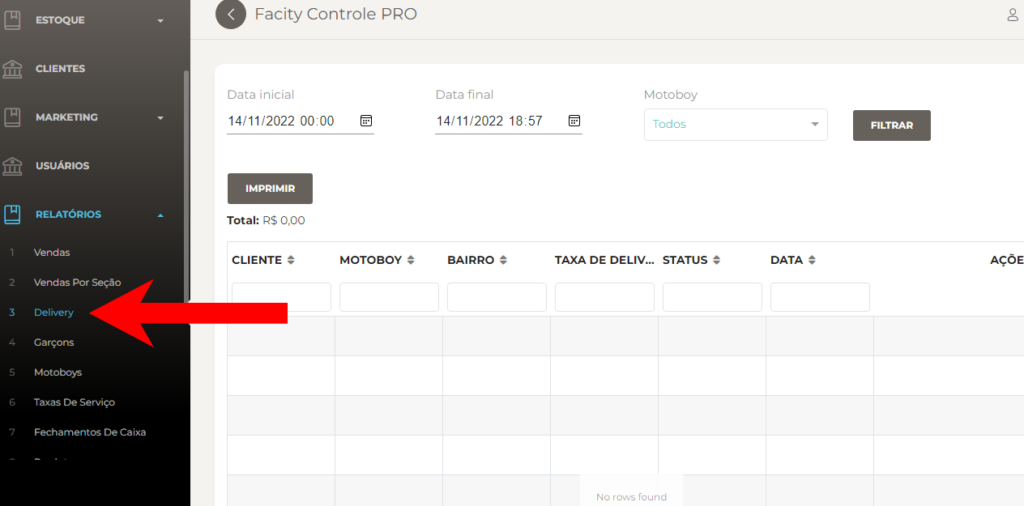 ESTOQUE
CLIENTES
MARKETING
USUÁRIOS
RELATÓRIOS
1 Vendas
2 Vendas Por Seção
3 Delivery
4 Garçons
5 Motoboys
6 Taxas De Serviço
7 Fechamentos De Caixa
Facity Controle PRO
Data inicial Data final Motoboy
14/11/2022 00:00 14/11/2022 18:57 Todos FILTRAR
IMPRIMIR
Total: R$ 0,00
CLIENTE MOTOBOY BAIRRO TAXA DE DELIV... STATUS DATA AÇÕE
No rows found